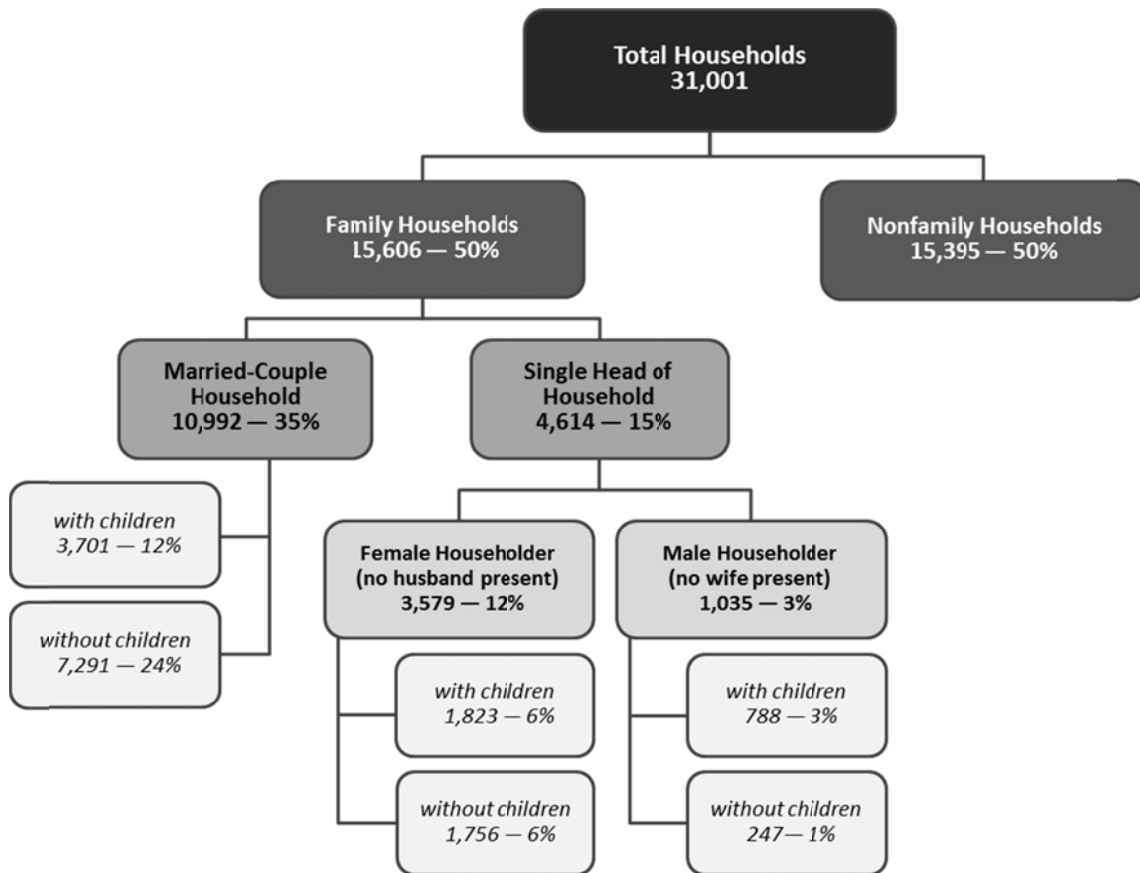 Total Households
31,001
Family Households
15,606 — 50%
Nonfamily Households
15,395 — 50%
Married-Couple
Household
10,992 — 35%
Single Head of
Household
4,614 — 15%
with children
3,701 — 12%
without children
7,291 — 24%
Female Householder
(no husband present)
3,579 — 12%
Male Householder
(no wife present)
1,035 — 3%
with children
1,823 — 6%
without children
1,756 — 6%
with children
788 — 3%
without children
247— 1%